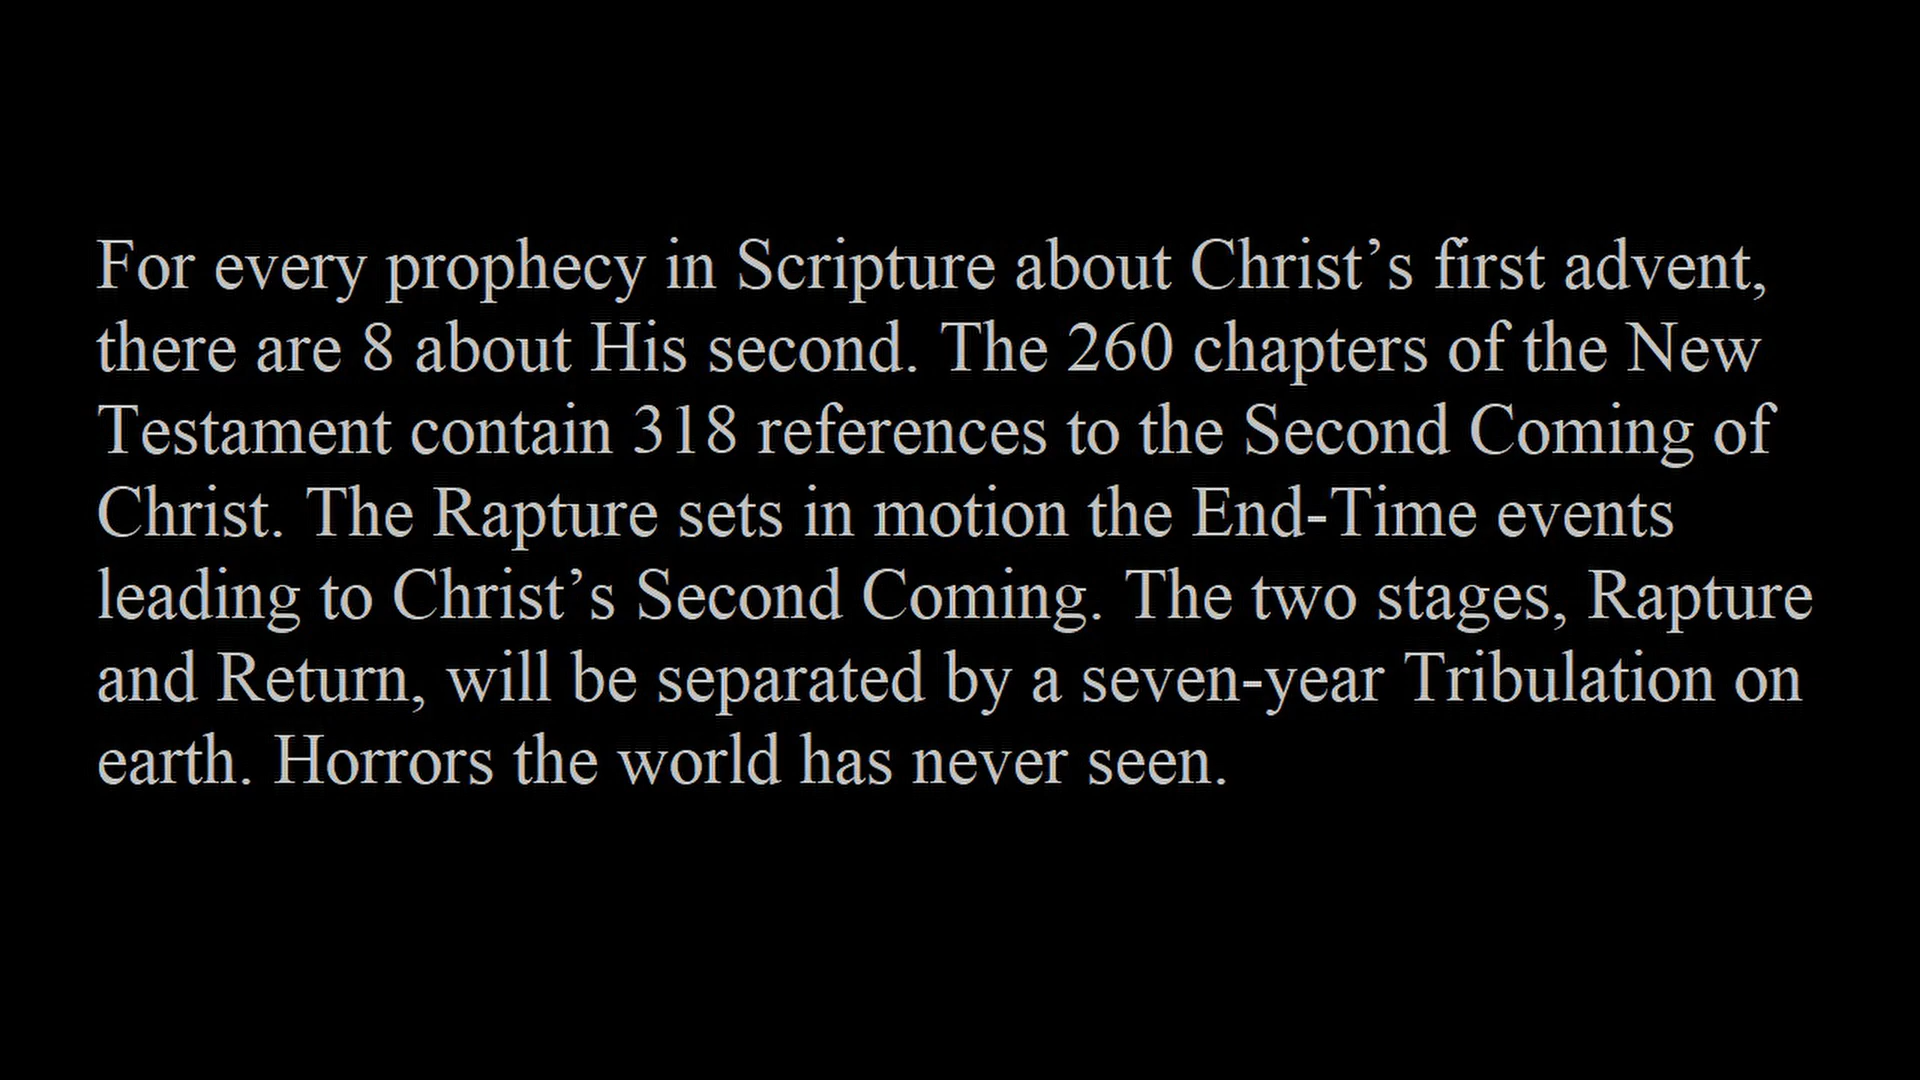 For every prophecy in Scripture about Christ’s first advent,
there are 8 about His second. The 260 chapters of the New
Testament contain 318 references to the Second Coming of
Christ. The Rapture sets in motion the End-Time events
leading to Christ’s Second Coming. The two stages, Rapture
and Return, will be separated by a seven-year Tribulation on
earth. Horrors the world has never seen.